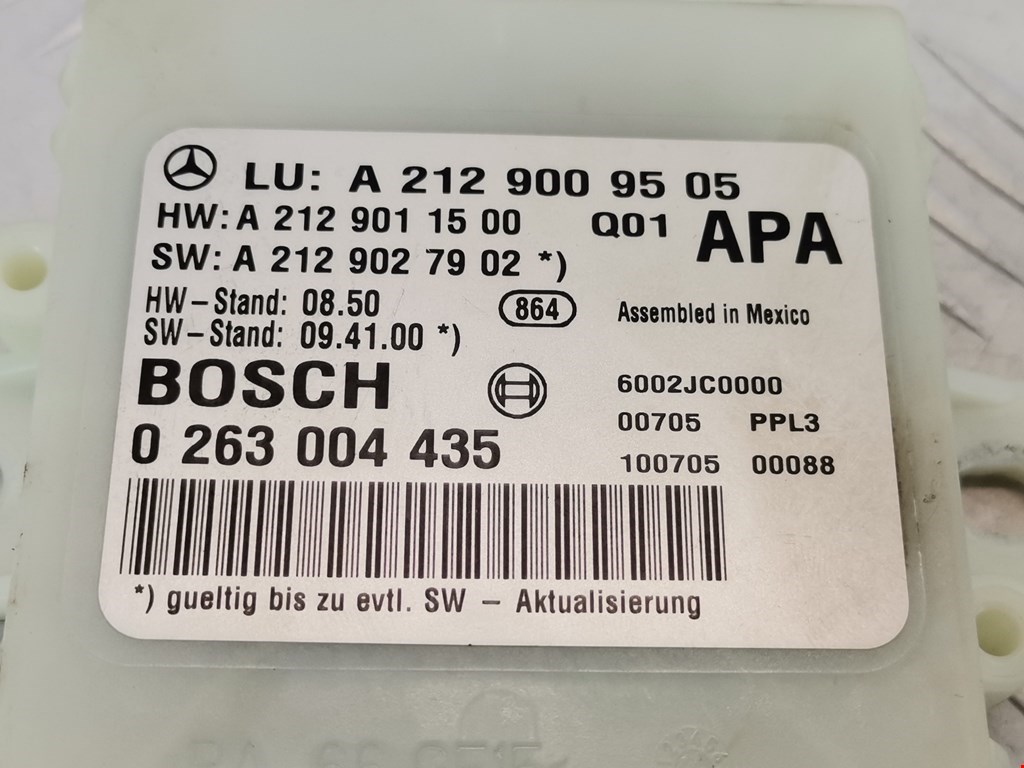 LU: A 212 900 95 05
HW: A 212 901 15 00 Q01 APA
SW: A 212 902 79 02 *)
HW – Stand: 08.50 864 Assembled in Mexico
SW – Stand: 09.41.00 *)
BOSCH 6002JC0000
0 263 004 435 00705 PPL3
100705 00088
*) gueltig bis zu evtl. SW – Aktualisierung